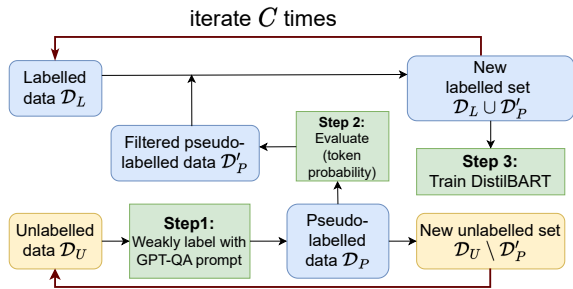 iterate C times
Labelled
data 𝒟_L
New
labelled set
𝒟_L ∪ 𝒟′_P
Filtered pseudo-
labelled data 𝒟′_P
Step 2:
Evaluate
(token
probability)
Step 3:
Train DistilBART
Unlabelled
data 𝒟_U
Step1:
Weakly label with
GPT-QA prompt
Pseudo-
labelled
data 𝒟_P
New unlabelled set
𝒟_U \ 𝒟′_P